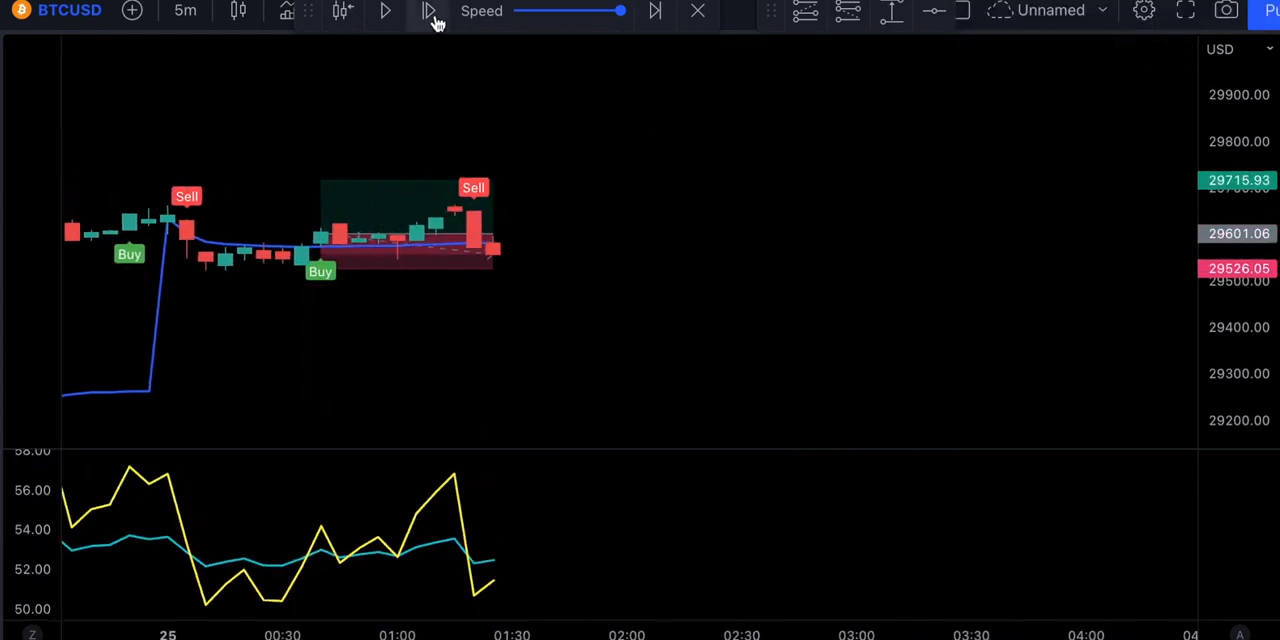 BTCUSD 5m Speed Unnamed Pu
USD
29900.00
29800.00
29715.93
Sell Sell
29601.06
Buy
Buy
29526.05
29500.00
29400.00
29300.00
29200.00
58.00
56.00
54.00
52.00
50.00
Z 25 00:30 01:00 01:30 02:00 02:30 03:00 03:30 04:00 04 A